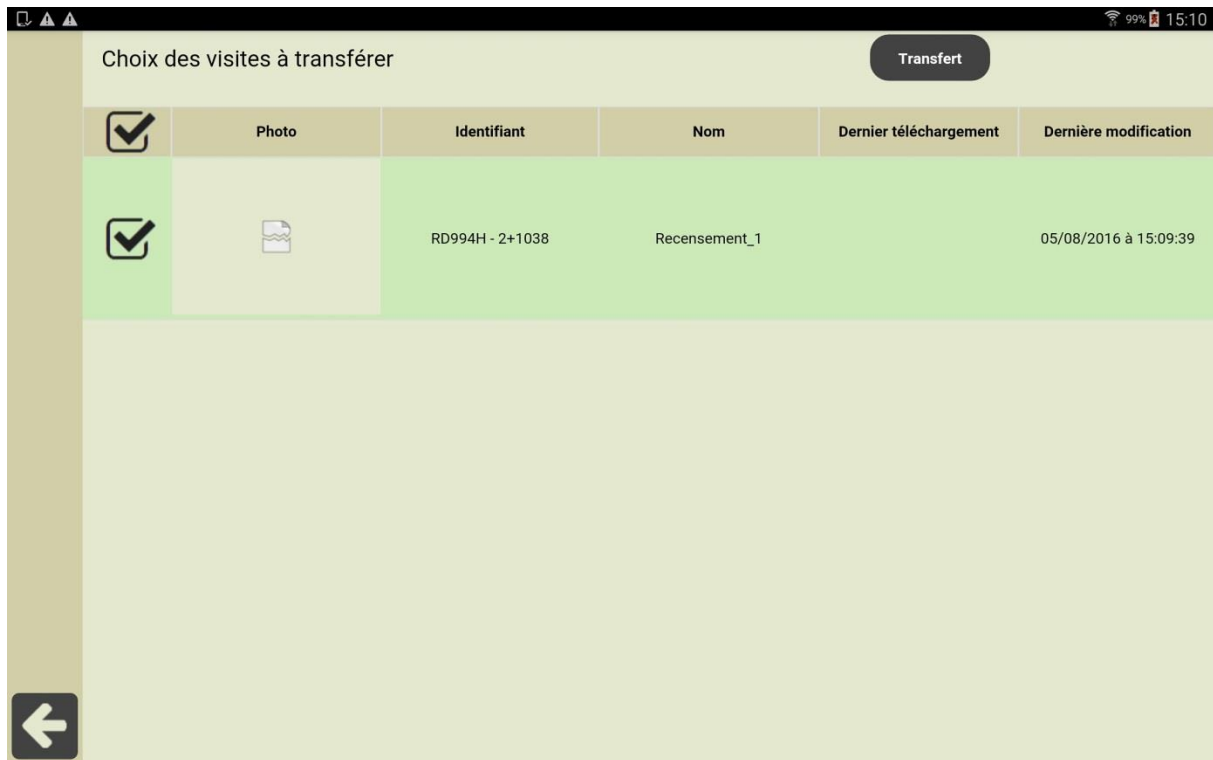 99% 15:10
Choix des visites à transférer Transfert
Photo Identifiant Nom Dernier téléchargement Dernière modification
RD994H - 2+1038 Recensement_1 05/08/2016 à 15:09:39